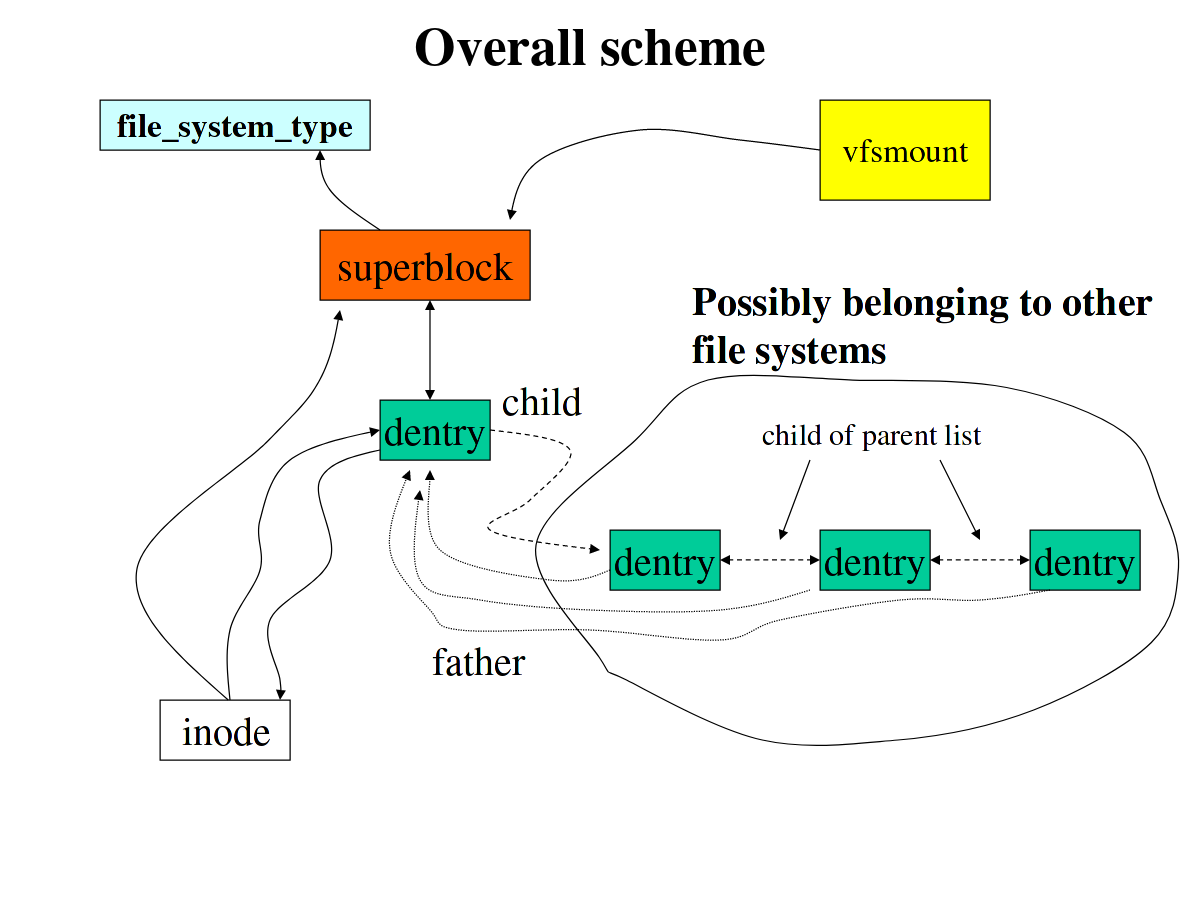 Overall scheme
file_system_type
vfsmount
superblock
Possibly belonging to other
file systems
child
dentry
child of parent list
dentry
dentry
dentry
father
inode